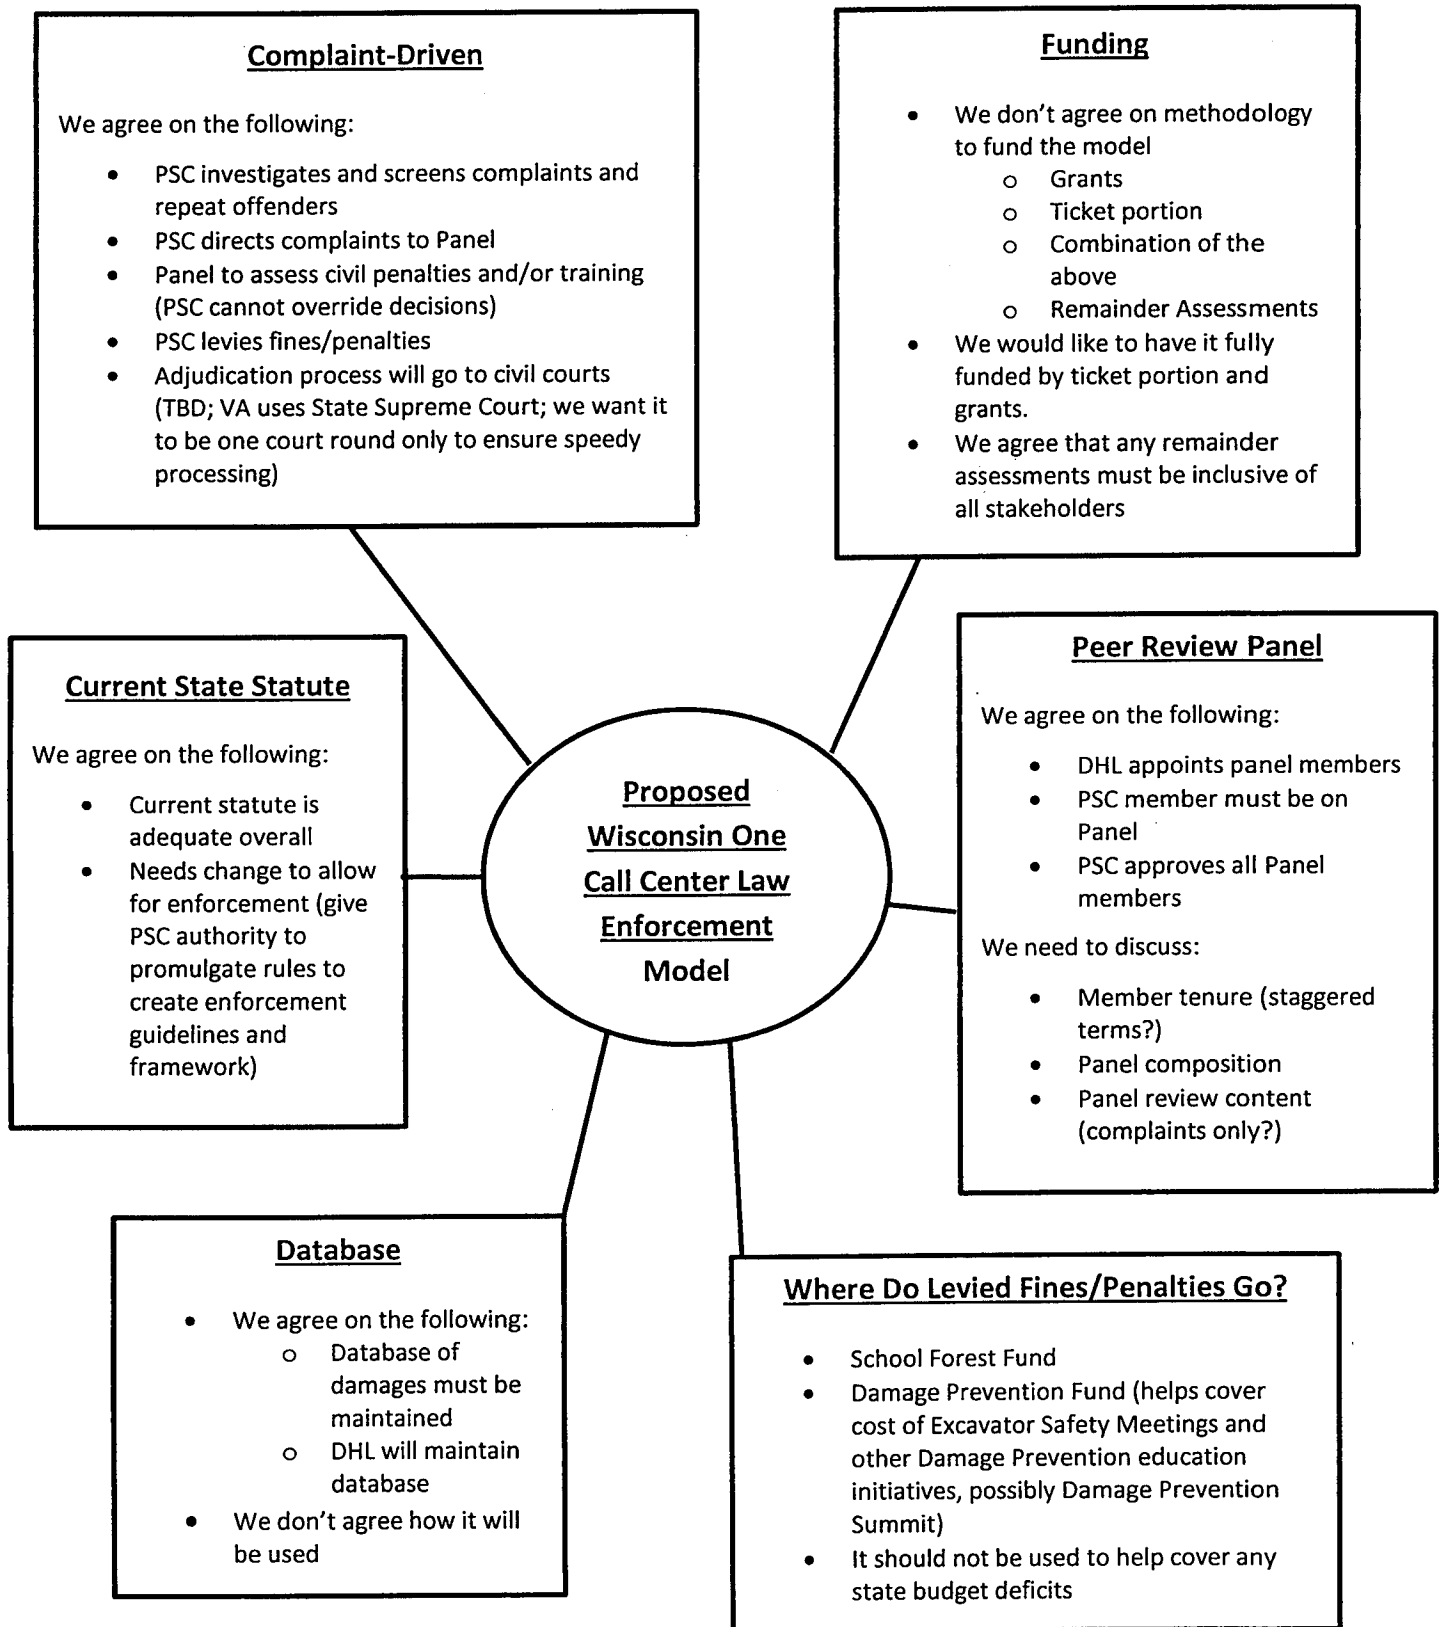 Complaint-Driven
We agree on the following:
• PSC investigates and screens complaints and
repeat offenders
• PSC directs complaints to Panel
• Panel to assess civil penalties and/or training
(PSC cannot override decisions)
• PSC levies fines/penalties
• Adjudication process will go to civil courts
(TBD; VA uses State Supreme Court; we want it
to be one court round only to ensure speedy
processing)
Funding
• We don't agree on methodology
to fund the model
o Grants
o Ticket portion
o Combination of the
above
o Remainder Assessments
• We would like to have it fully
funded by ticket portion and
grants.
• We agree that any remainder
assessments must be inclusive of
all stakeholders
Current State Statute
We agree on the following:
• Current statute is
adequate overall
• Needs change to allow
for enforcement (give
PSC authority to
promulgate rules to
create enforcement
guidelines and
framework)
Proposed
Wisconsin One
Call Center Law
Enforcement
Model
Peer Review Panel
We agree on the following:
• DHL appoints panel members
• PSC member must be on
Panel
• PSC approves all Panel
members
We need to discuss:
• Member tenure (staggered
terms?)
• Panel composition
• Panel review content
(complaints only?)
Database
• We agree on the following:
o Database of
damages must be
maintained
o DHL will maintain
database
• We don't agree how it will
be used
Where Do Levied Fines/Penalties Go?
• School Forest Fund
• Damage Prevention Fund (helps cover
cost of Excavator Safety Meetings and
other Damage Prevention education
initiatives, possibly Damage Prevention
Summit)
• It should not be used to help cover any
state budget deficits